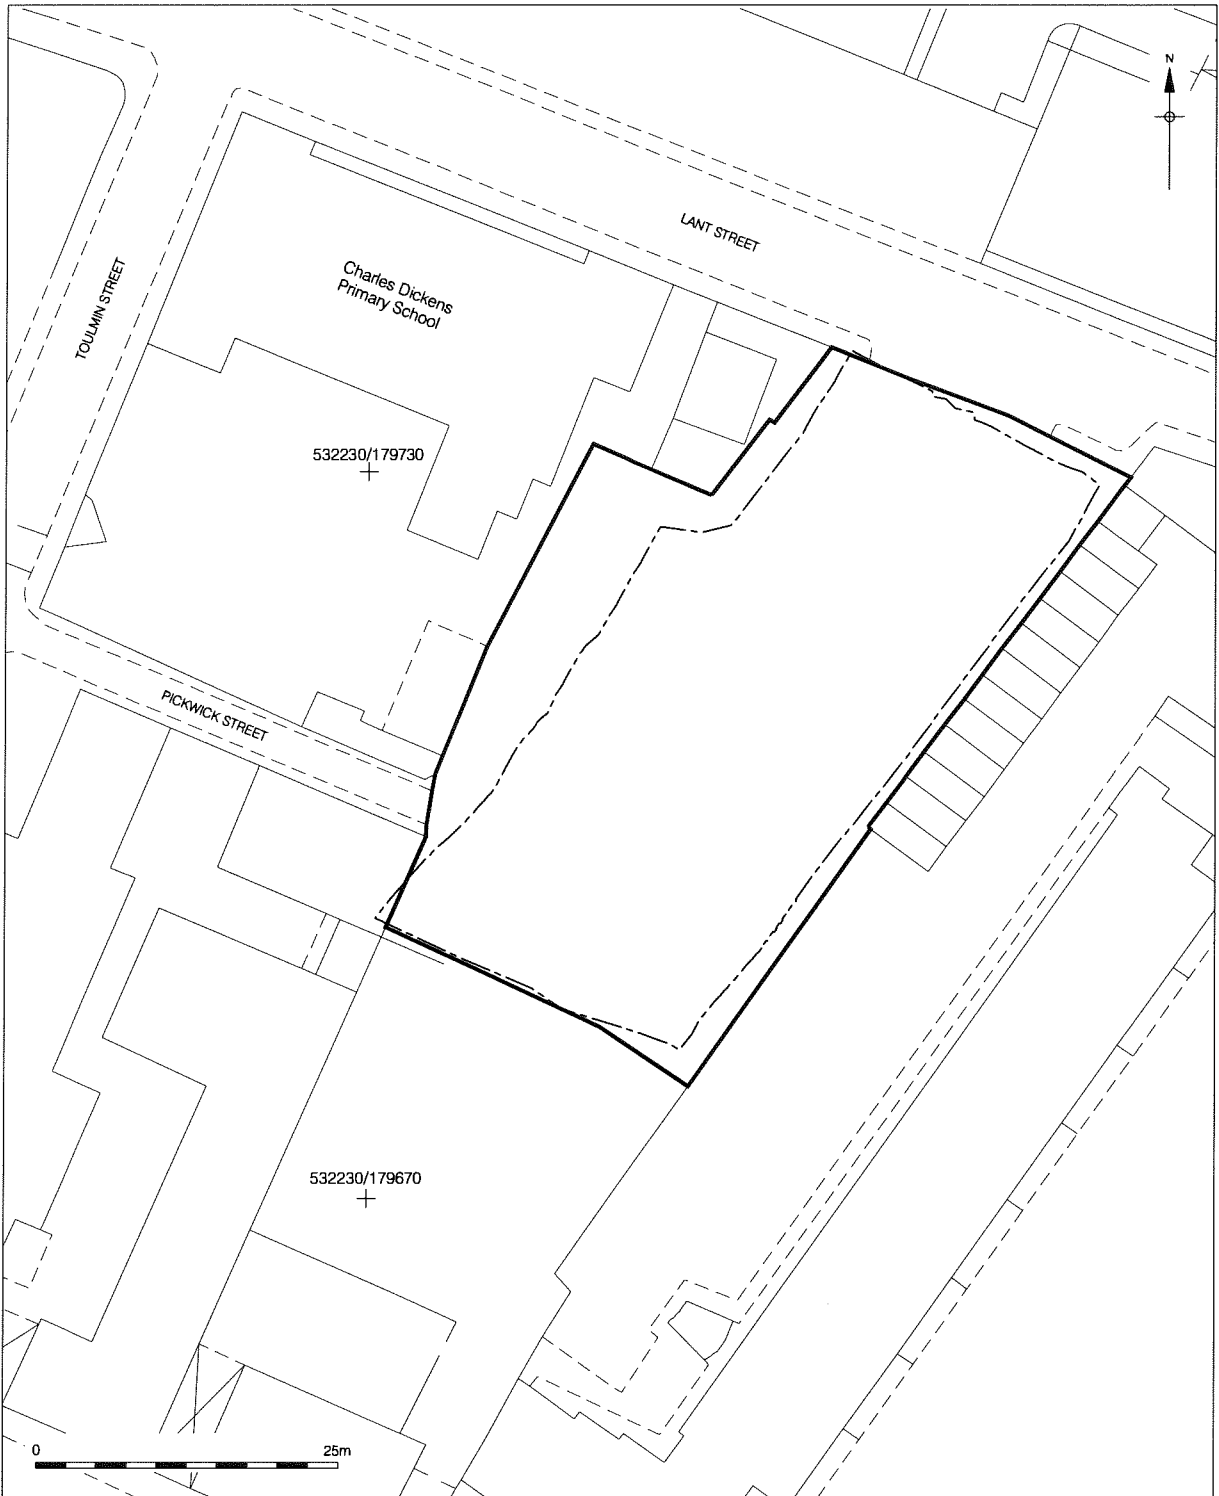 N
LANT STREET
Charles Dickens
Primary School
TOULMIN STREET
532230/179730
PICKWICK STREET
532230/179670
0 25m